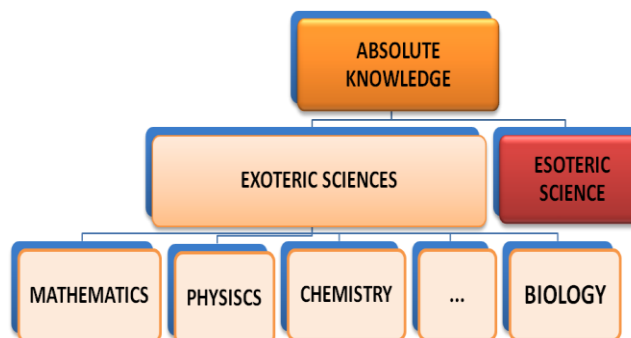 ABSOLUTE
KNOWLEDGE
EXOTERIC SCIENCES
ESOTERIC
SCIENCE
MATHEMATICS
PHYSISCS
CHEMISTRY
...
BIOLOGY